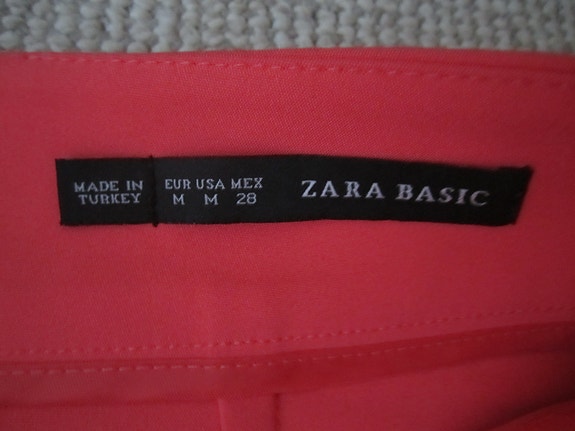 MADE IN
TURKEY
EUR USA MEX
M M 28
ZARA BASIC